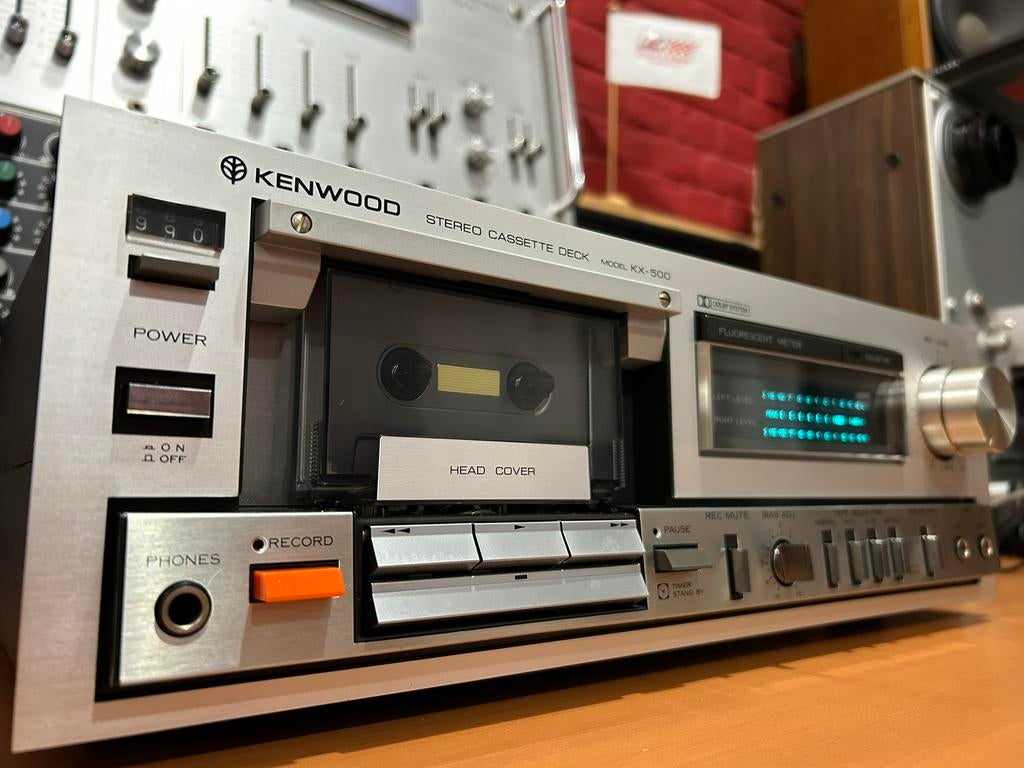 KENWOOD
STEREO CASSETTE DECK MODEL KX-500
990
DOLBY SYSTEM
FLUORESCENT METER
POWER
LEFT LEVEL
RIGHT LEVEL
ON
OFF
HEAD COVER
PHONES
RECORD
PAUSE
REC MUTE
BIAS ADJ
TIMER
STAND BY